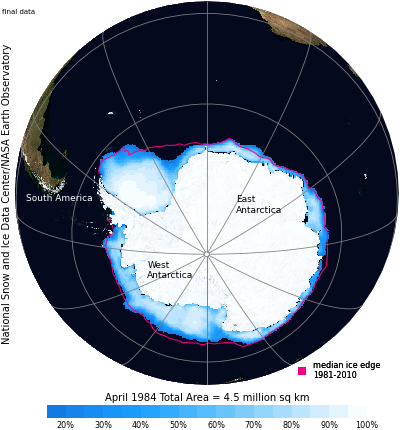 final data
National Snow and Ice Data Center/NASA Earth Observatory
South America
East
Antarctica
West
Antarctica
median ice edge
1981-2010
April 1984 Total Area = 4.5 million sq km
20% 30% 40% 50% 60% 70% 80% 90% 100%